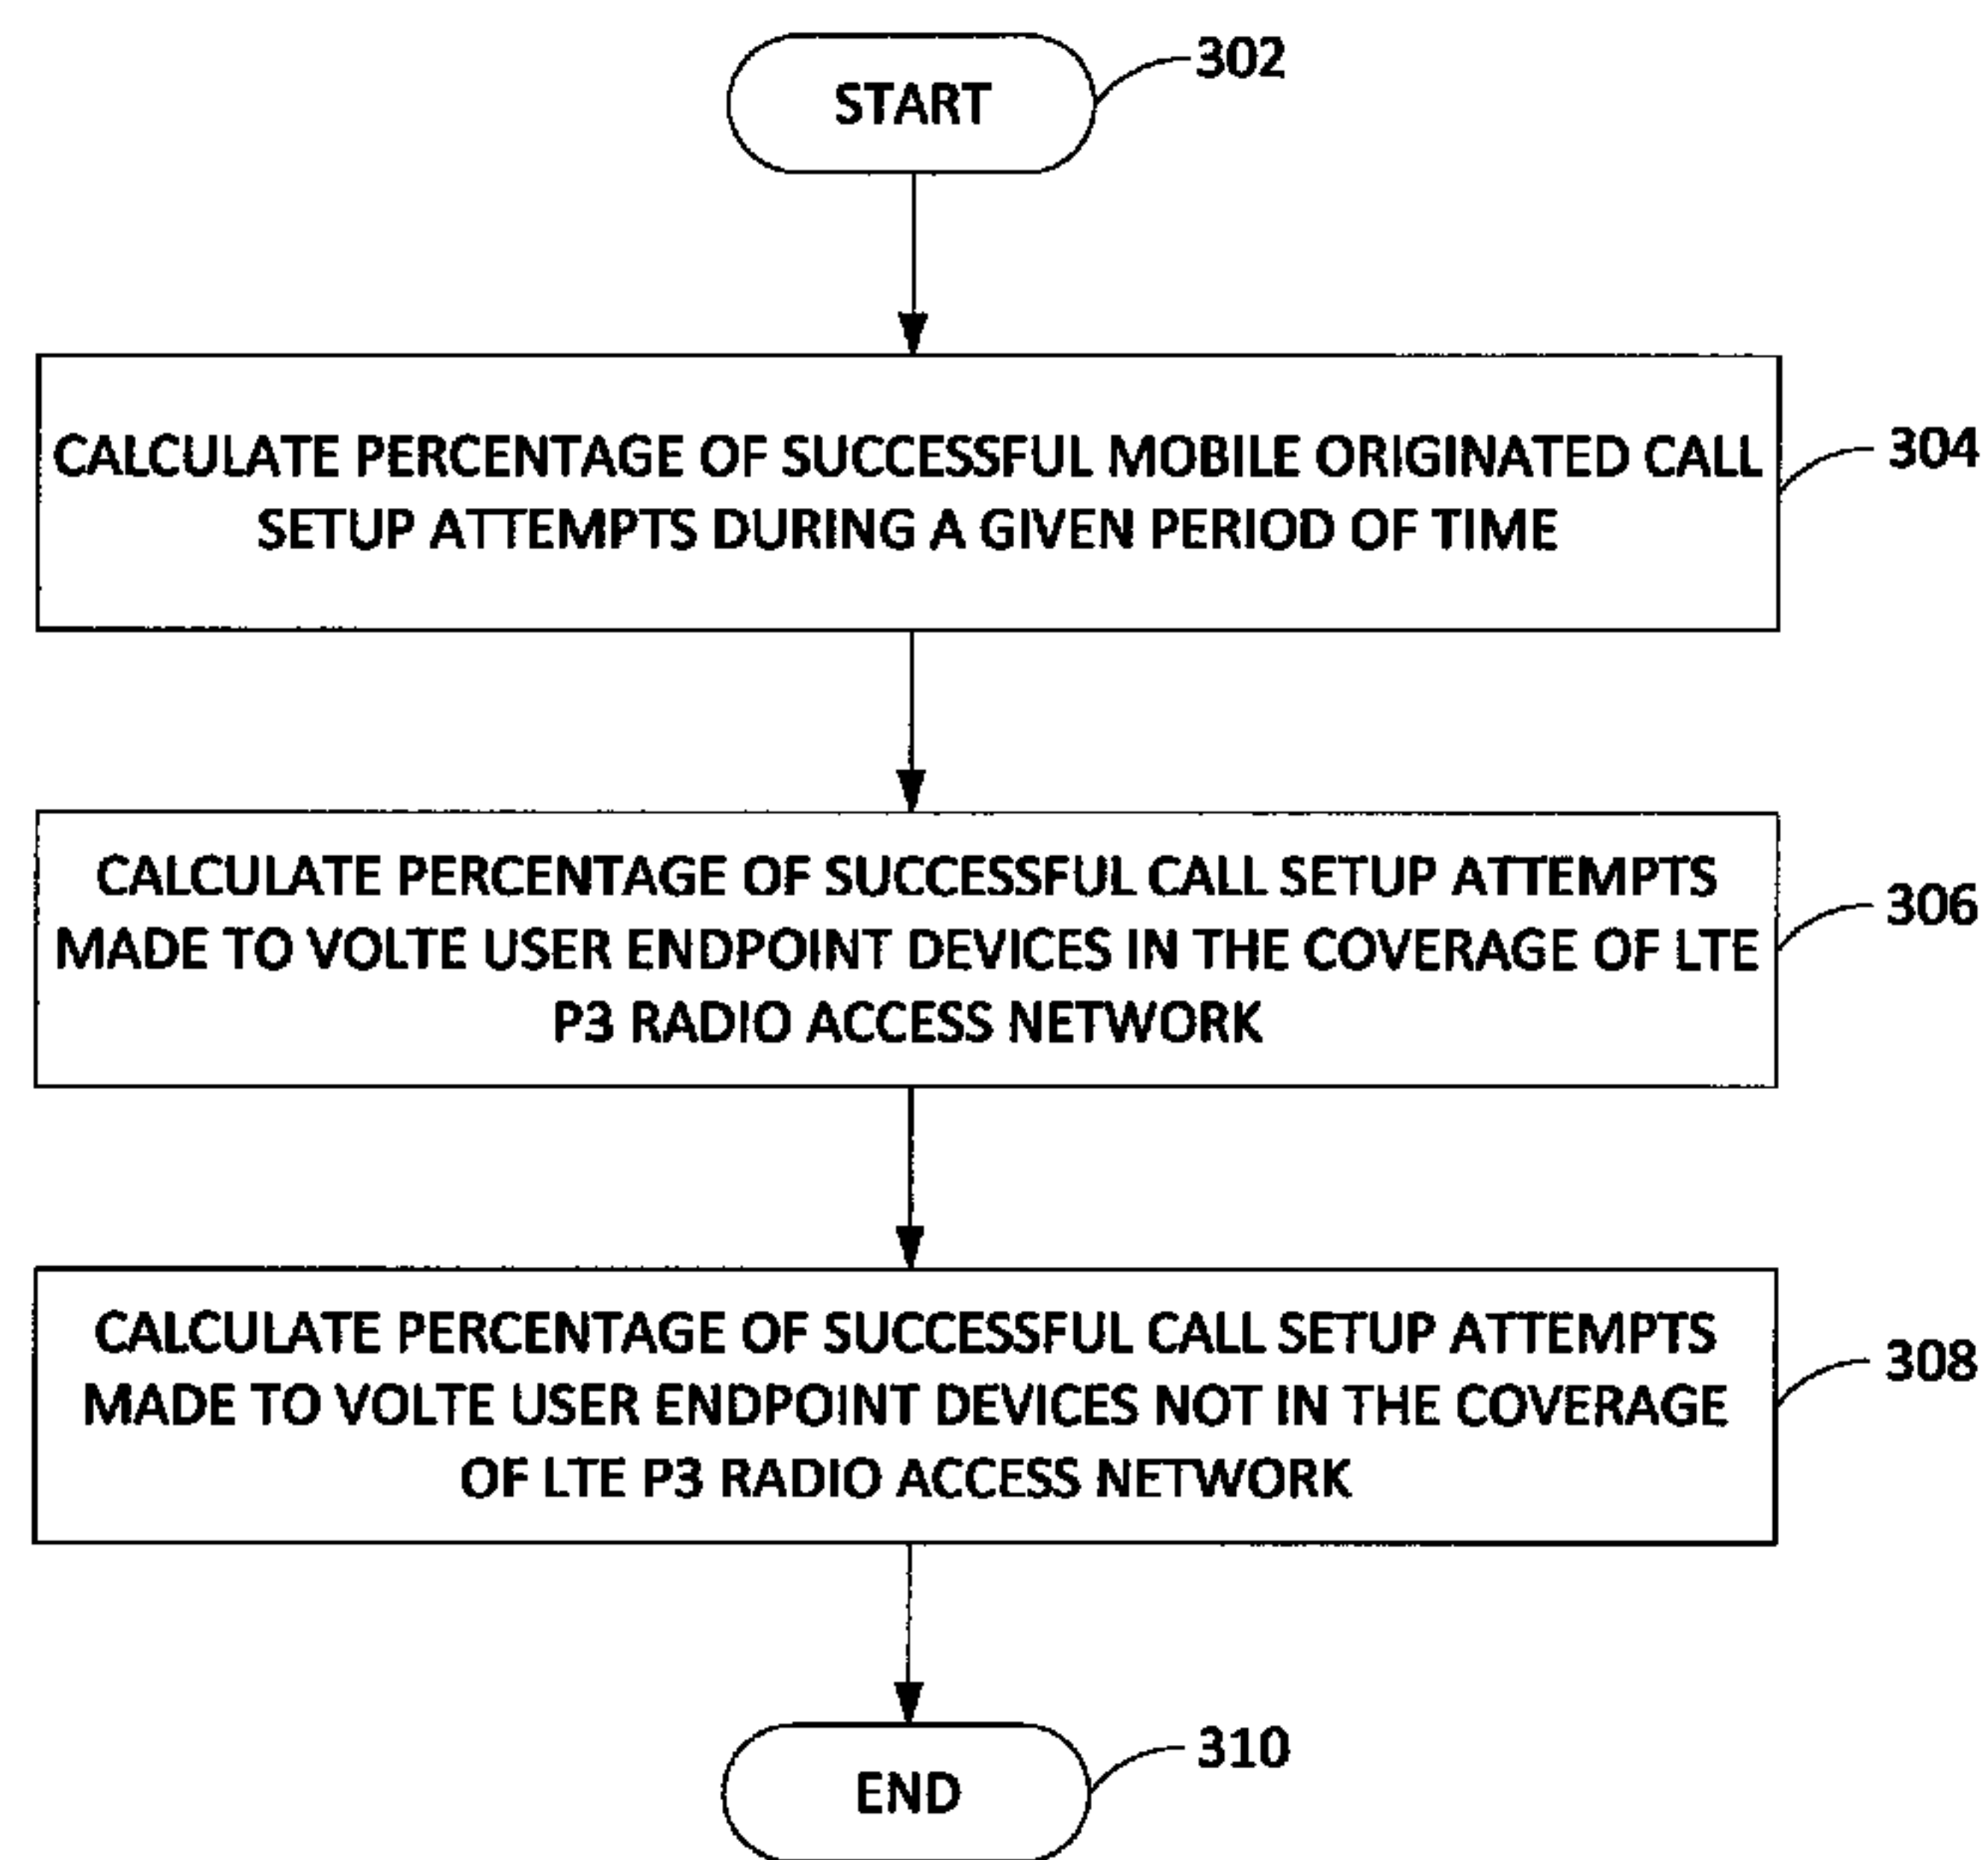 START
302
CALCULATE PERCENTAGE OF SUCCESSFUL MOBILE ORIGINATED CALL
SETUP ATTEMPTS DURING A GIVEN PERIOD OF TIME
304
CALCULATE PERCENTAGE OF SUCCESSFUL CALL SETUP ATTEMPTS
MADE TO VOLTE USER ENDPOINT DEVICES IN THE COVERAGE OF LTE
P3 RADIO ACCESS NETWORK
306
CALCULATE PERCENTAGE OF SUCCESSFUL CALL SETUP ATTEMPTS
MADE TO VOLTE USER ENDPOINT DEVICES NOT IN THE COVERAGE
OF LTE P3 RADIO ACCESS NETWORK
308
END
310